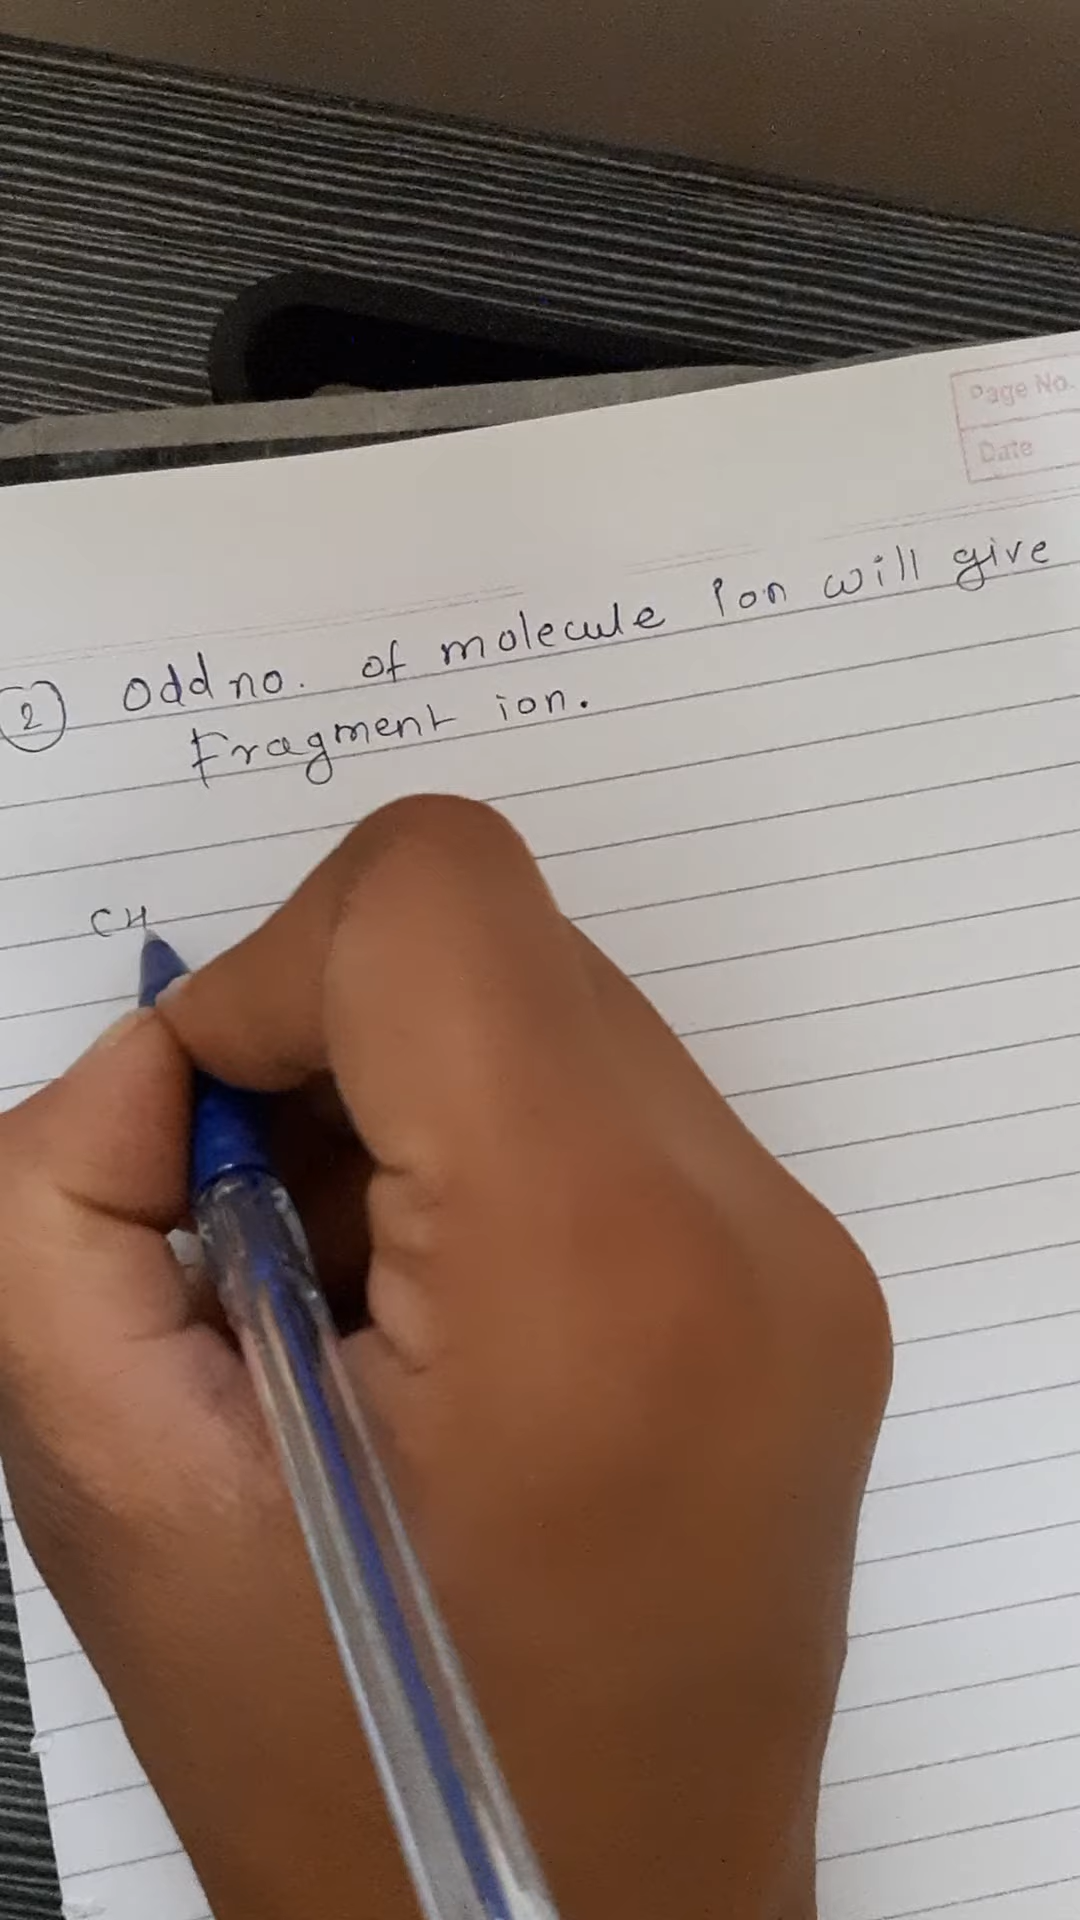 Page No.
Date
② Odd no. of molecule Ion will give
Fragment ion.
CH